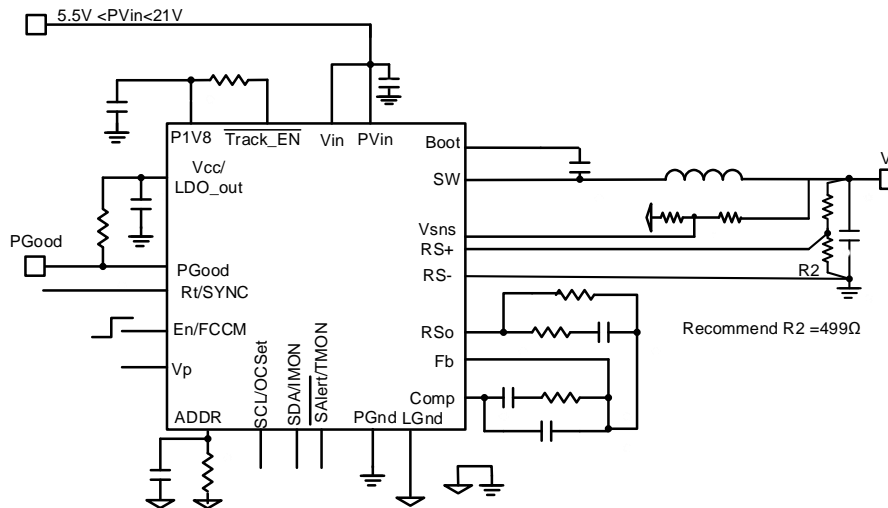 5.5V <PVin<21V
P1V8
Track_EN
Vin
PVin
Boot
Vcc/
LDO_out
SW
V
Vsns
PGood
RS+
PGood
RS-
R2
Rt/SYNC
En/FCCM
RSo
Recommend R2 =499Ω
Fb
Vp
Comp
ADDR
SCL/OCSet
SDA/IMON
SAlert/TMON
PGnd
LGnd